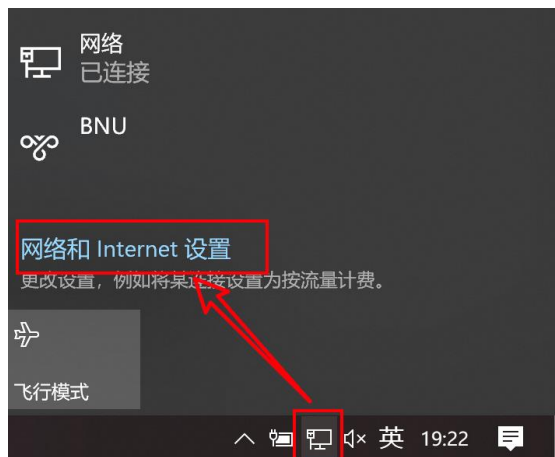 网络
已连接
BNU
网络和 Internet 设置
更改设置，例如将某连接设置为按流量计费。
飞行模式
英 19:22